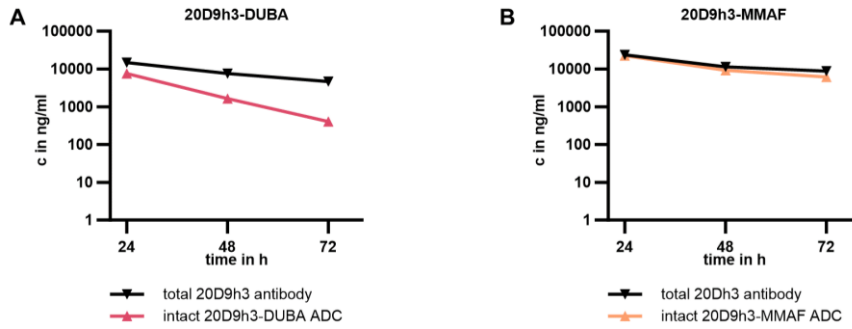 A
20D9h3-DUBA
c in ng/ml
100000
10000
1000
100
10
1
24
48
72
time in h
total 20D9h3 antibody
intact 20D9h3-DUBA ADC
B
20D9h3-MMAF
c in ng/ml
100000
10000
1000
100
10
1
24
48
72
time in h
total 20Dh3 antibody
intact 20D9h3-MMAF ADC